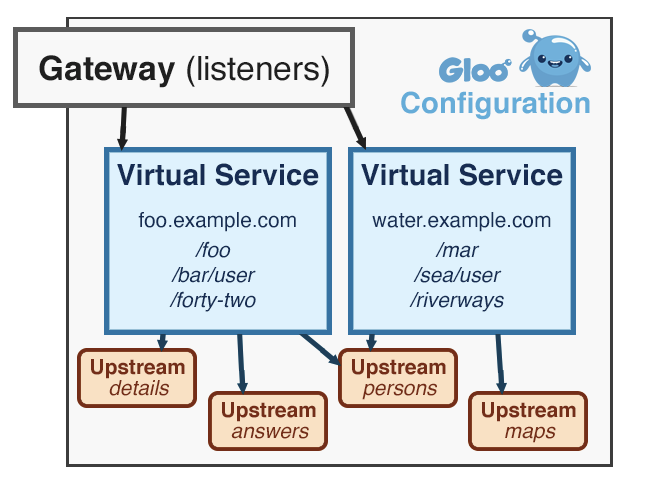 Gateway (listeners)
Gloo
Configuration
Virtual Service
foo.example.com
/foo
/bar/user
/forty-two
Virtual Service
water.example.com
/mar
/sea/user
/riverways
Upstream
details
Upstream
answers
Upstream
persons
Upstream
maps